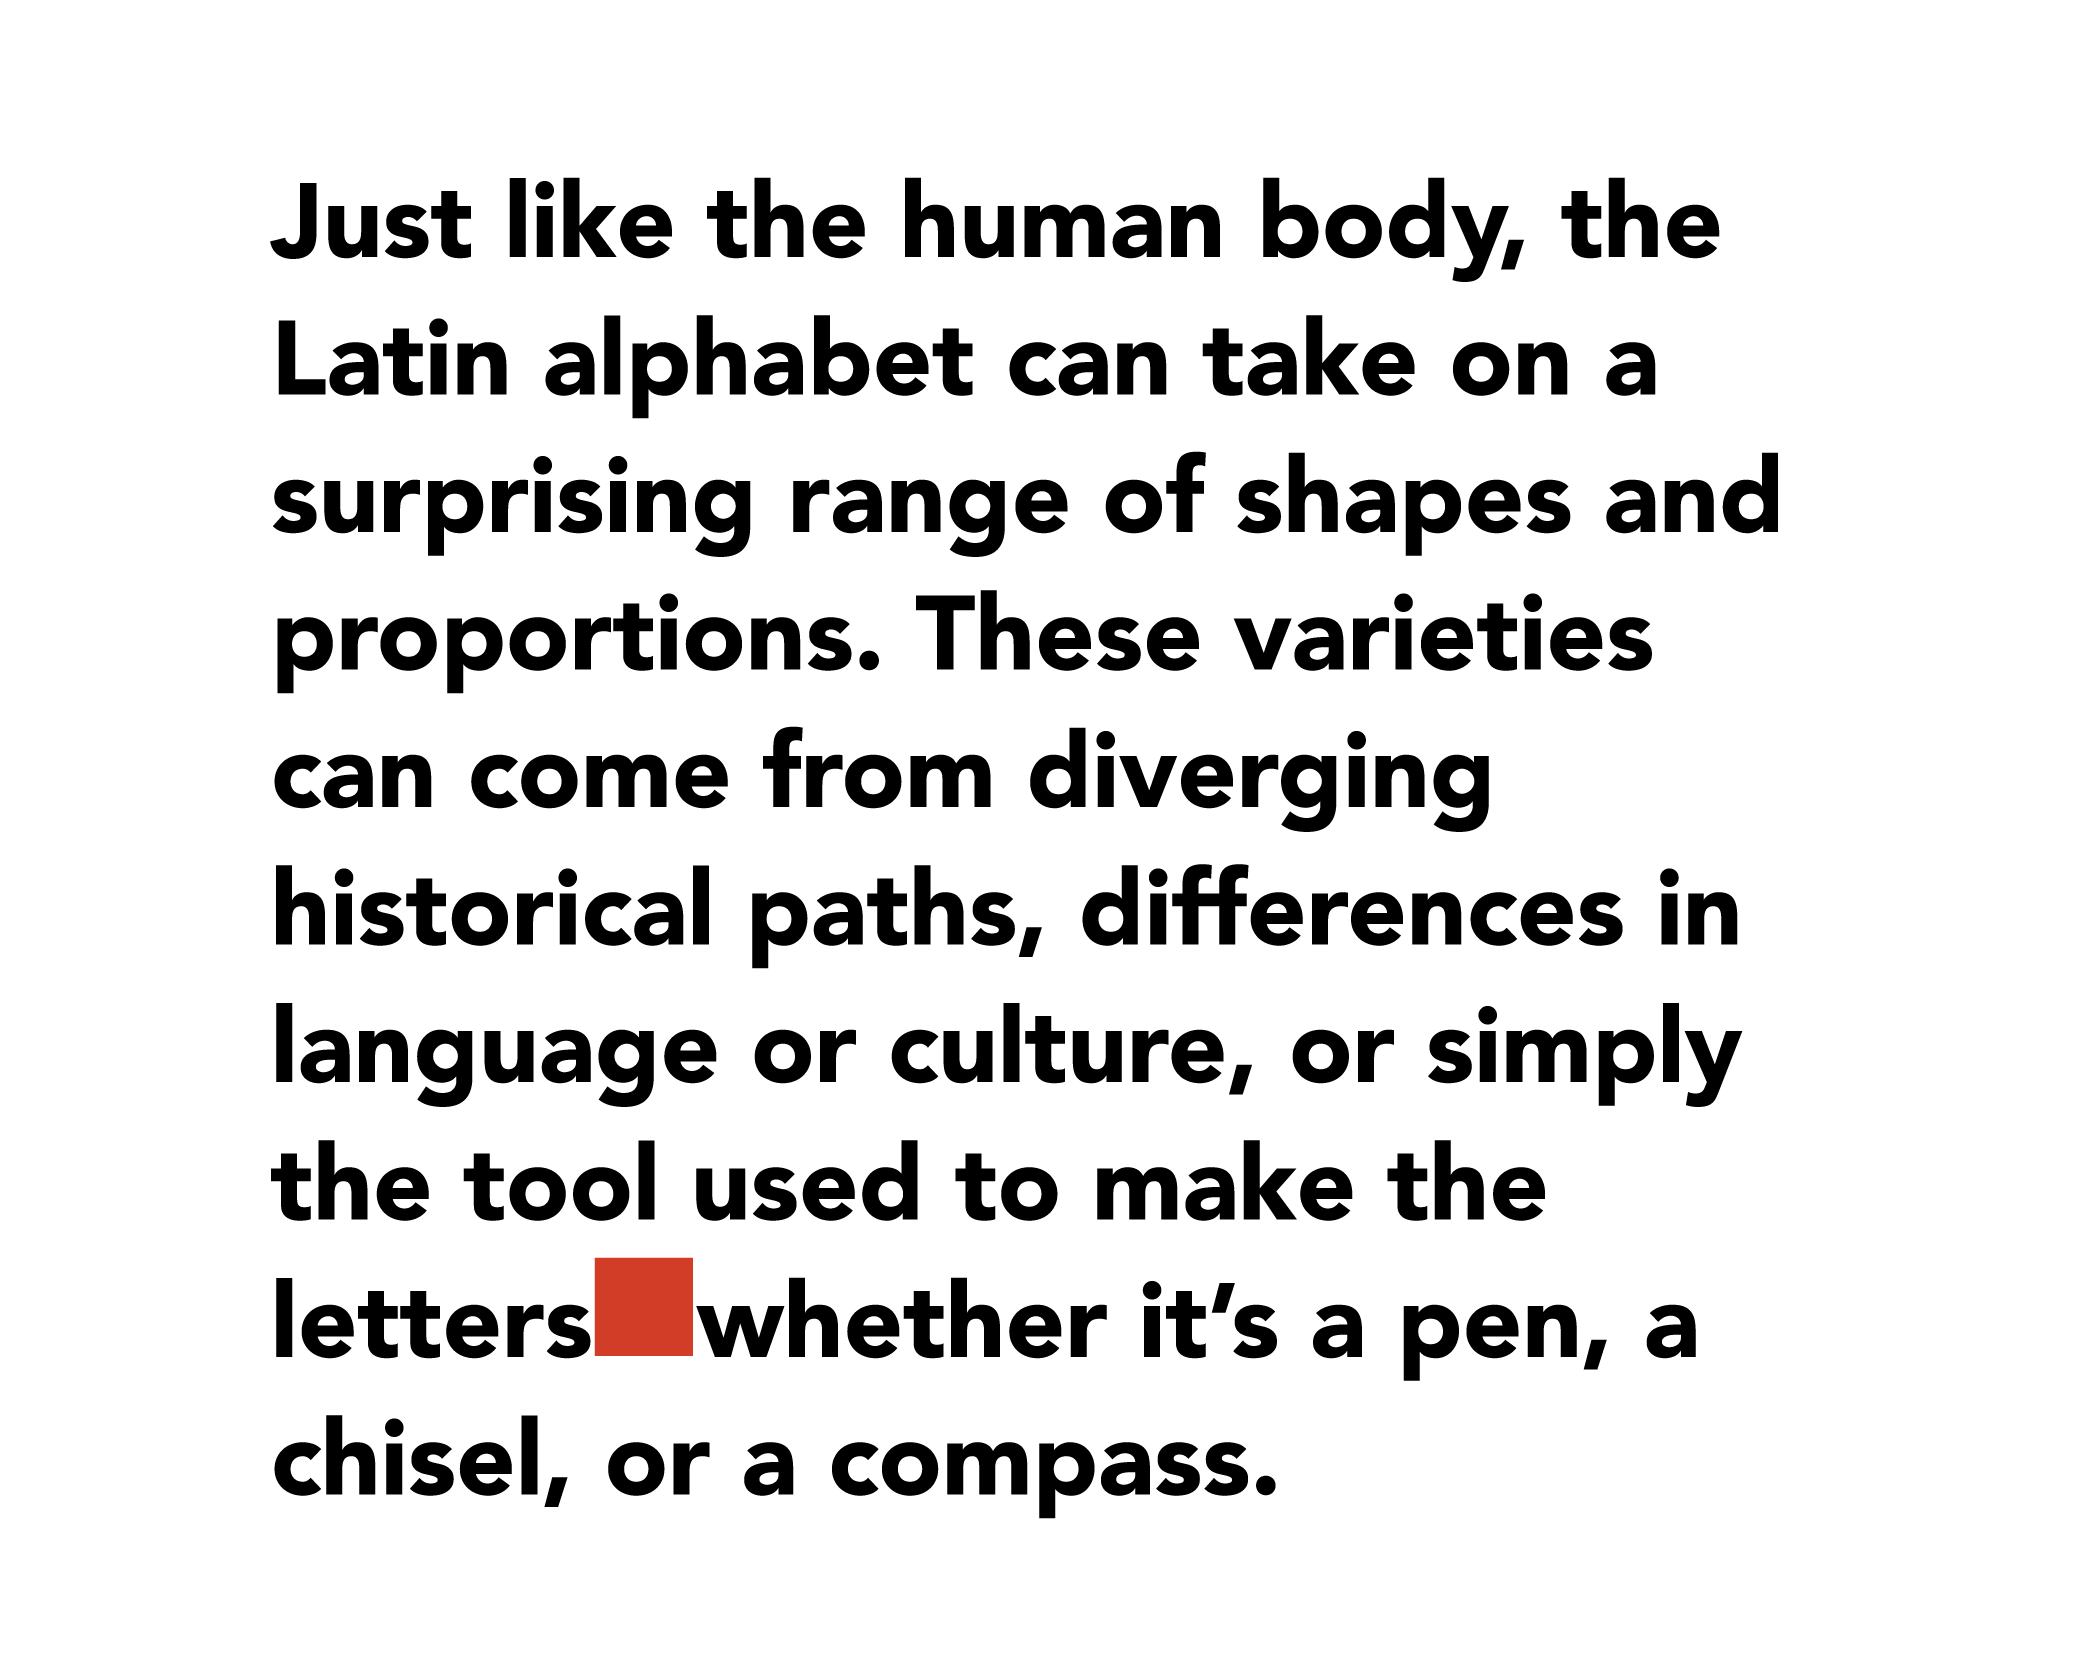 Just like the human body, the
Latin alphabet can take on a
surprising range of shapes and
proportions. These varieties
can come from diverging
historical paths, differences in
language or culture, or simply
the tool used to make the
letters whether it’s a pen, a
chisel, or a compass.